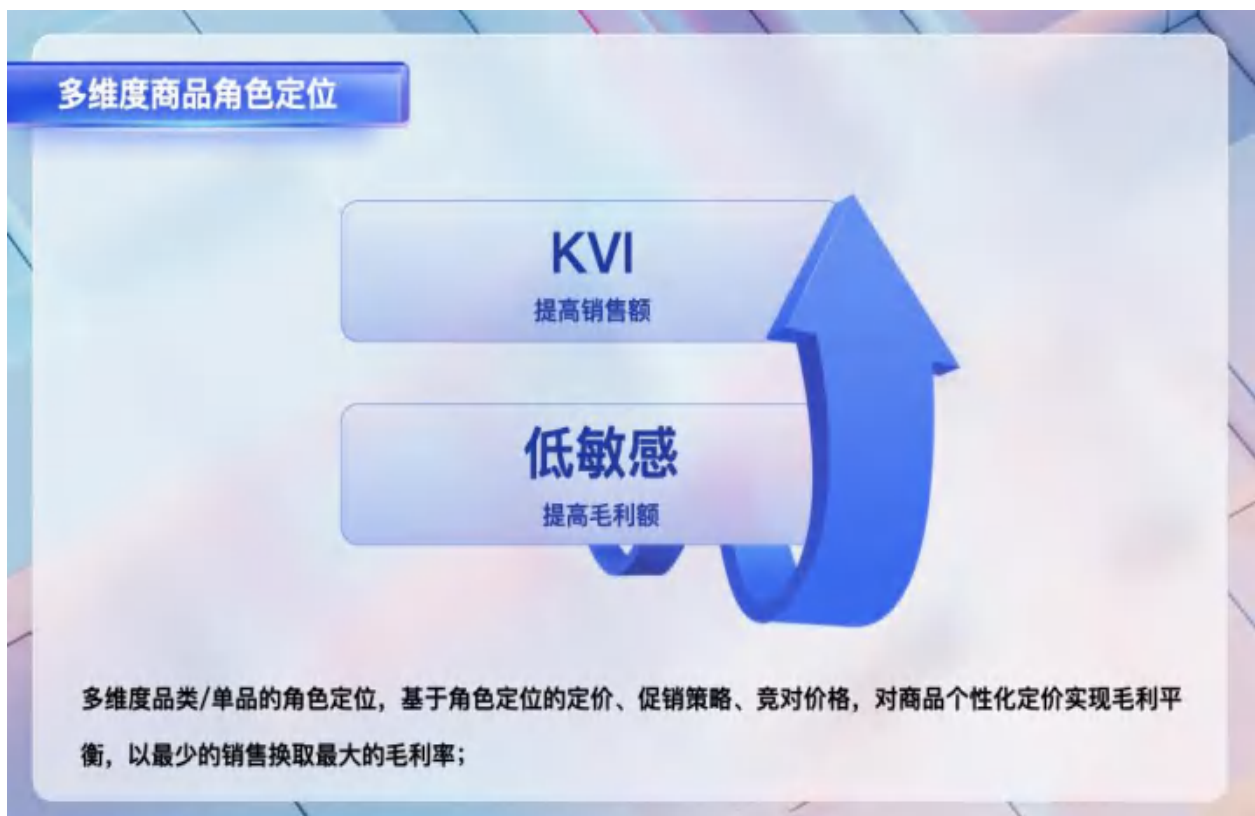 多维度商品角色定位
KVI
提高销售额
低敏感
提高毛利额
多维度品类/单品的角色定位，基于角色定位的定价、促销策略、竞对价格，对商品个性化定价实现毛利平
衡，以最少的销售换取最大的毛利率；